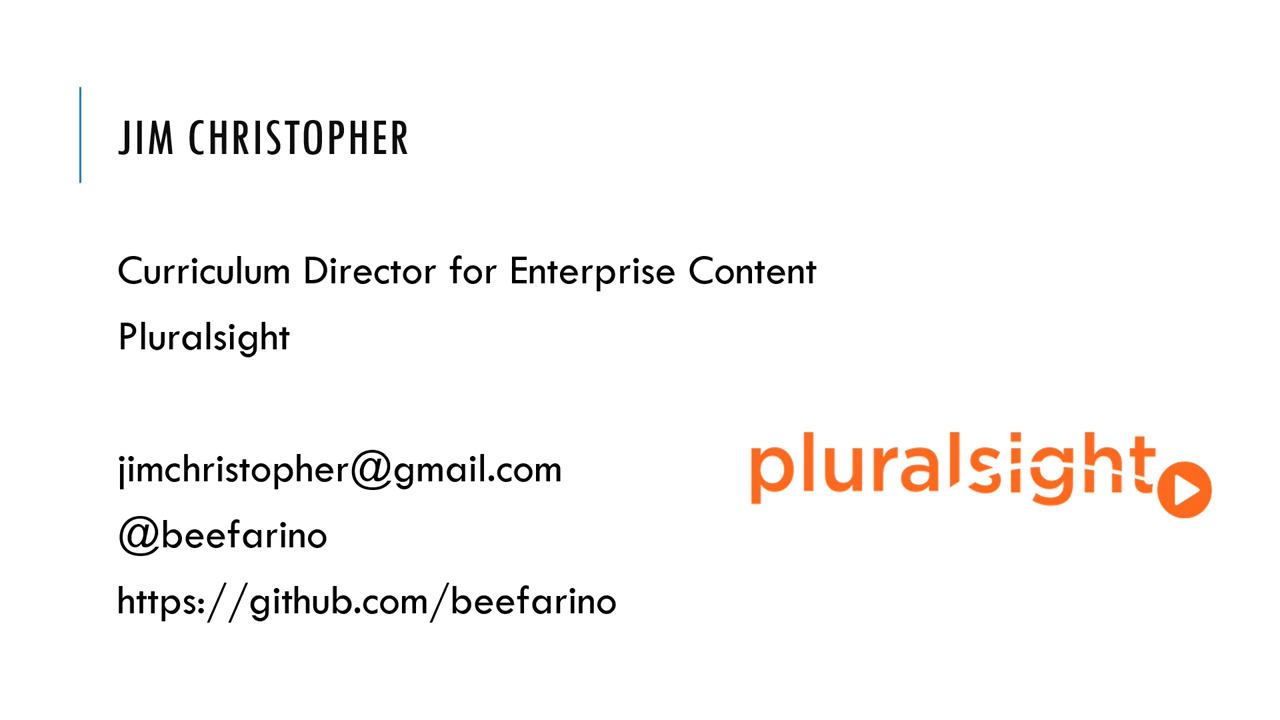 JIM CHRISTOPHER
Curriculum Director for Enterprise Content
Pluralsight
jimchristopher@gmail.com
@beefarino
https://github.com/beefarino
pluralsight